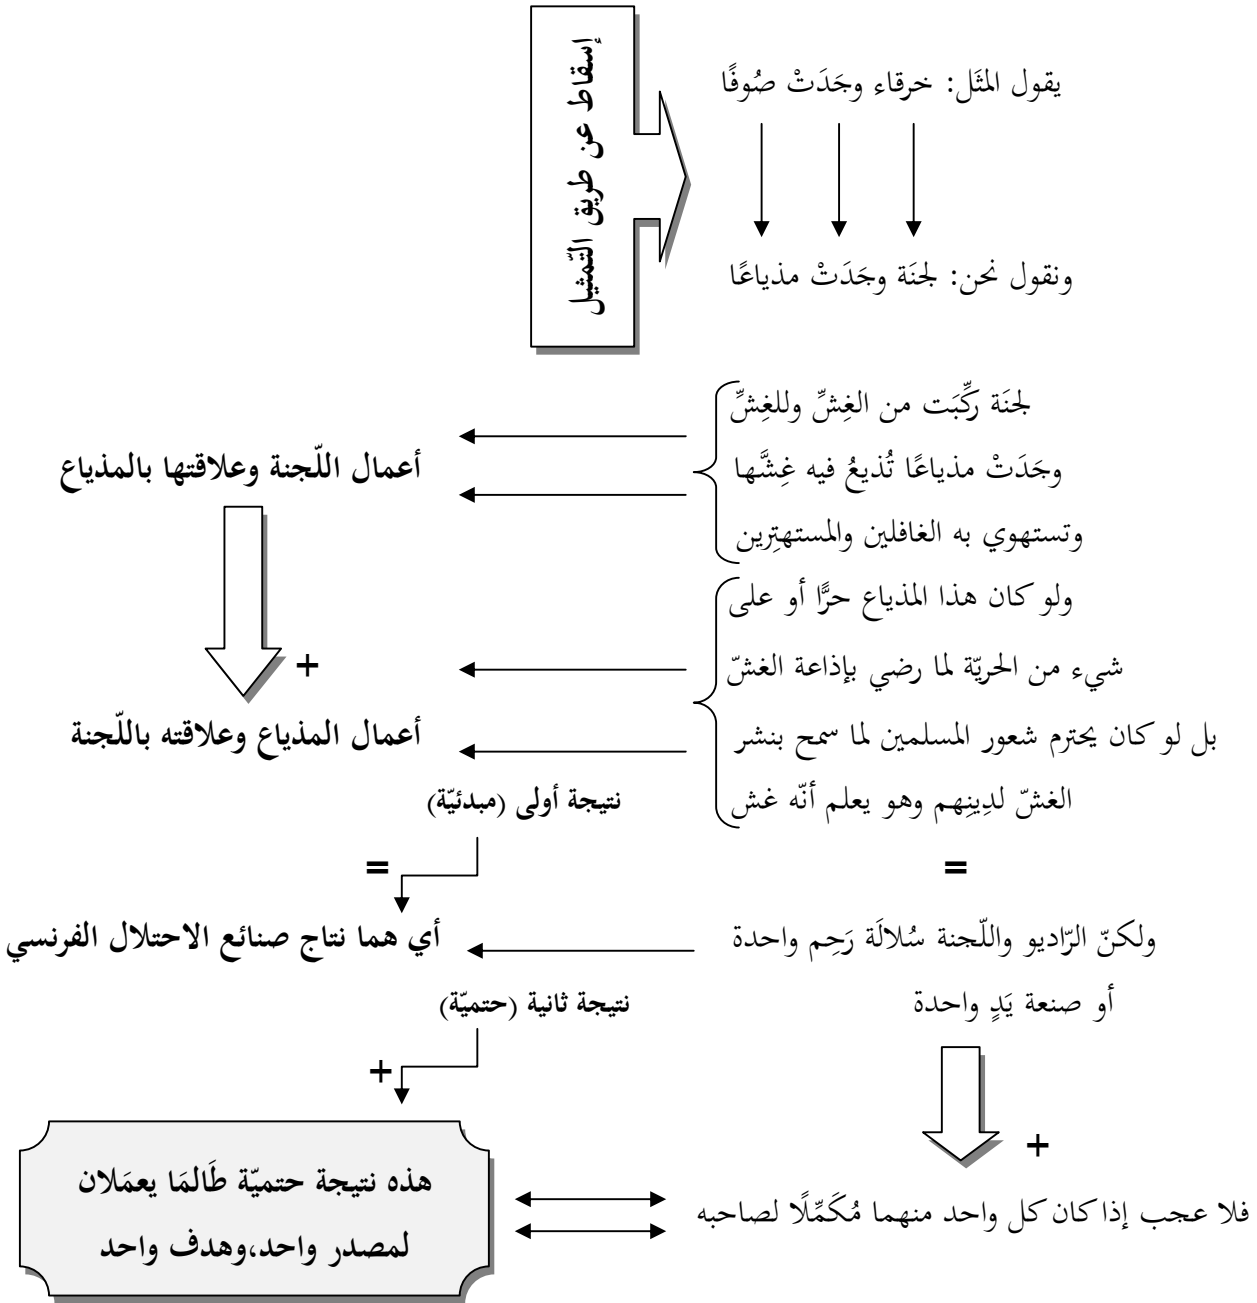 يقول المثَل: خرقاء وجَدَتْ صُوفًا
إسقاط عن طريق التّمثيل
ونقول نحن: لجنَة وجَدَتْ مذياعًا
لجنَة رُكِّبَت من الغِشِّ وللغِشِّ
وجَدَتْ مذياعًا تُذيعُ فيه غِشَّها
وتستهوي به الغافلين والمستهتِرين
أعمال اللّجنة وعلاقتها بالمذياع
+
ولو كان هذا المذياع حرًّا أو على
شيء من الحريّة لما رضي بإذاعة الغشّ
بل لو كان يحترم شعور المسلمين لما سمح بنشر
الغشّ لدِينِهم وهو يعلم أنّه غش
أعمال المذياع وعلاقته باللّجنة
نتيجة أولى (مبدئيّة)
=
=
ولكنّ الرّاديو واللّجنة سُلالَة رَحِم واحدة
أو صنعة يَدٍ واحدة
أي هما نتاج صنائع الاحتلال الفرنسي
نتيجة ثانية (حتميّة)
+
+
فلا عجب إذا كان كل واحد منهما مُكَمِّلًا لصاحبه
هذه نتيجة حتميّة طَالمَا يعمَلان
لمصدر واحد،وهدف واحد